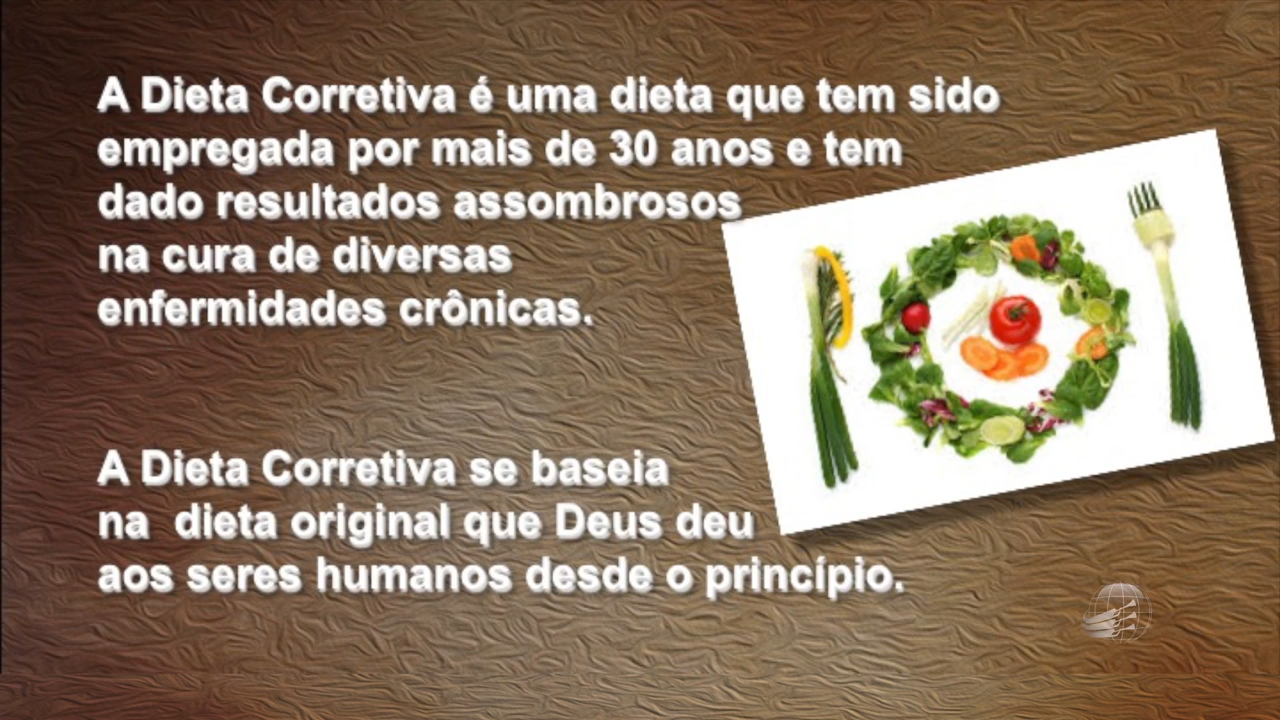 A Dieta Corretiva é uma dieta que tem sido
empregada por mais de 30 anos e tem
dado resultados assombrosos
na cura de diversas
enfermidades crônicas.
A Dieta Corretiva se baseia
na  dieta original que Deus deu
aos seres humanos desde o princípio.